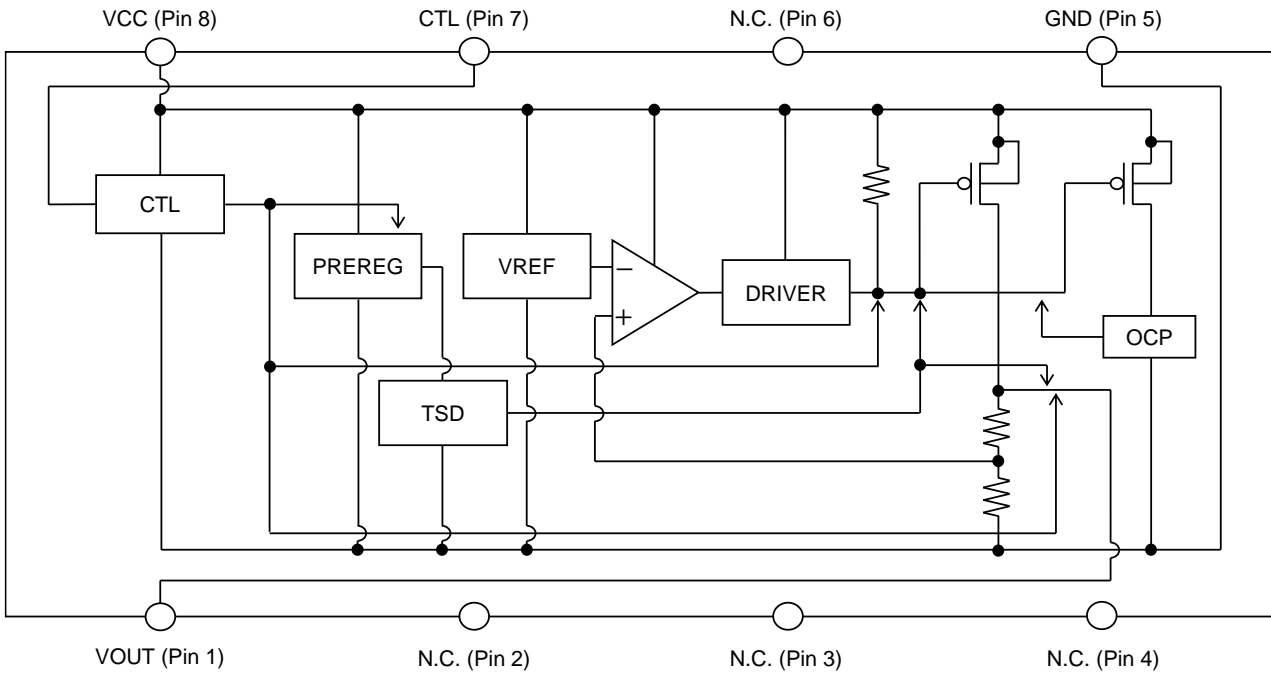 VCC (Pin 8)
CTL (Pin 7)
N.C. (Pin 6)
GND (Pin 5)
CTL
PREREG
VREF
−
+
DRIVER
OCP
TSD
VOUT (Pin 1)
N.C. (Pin 2)
N.C. (Pin 3)
N.C. (Pin 4)